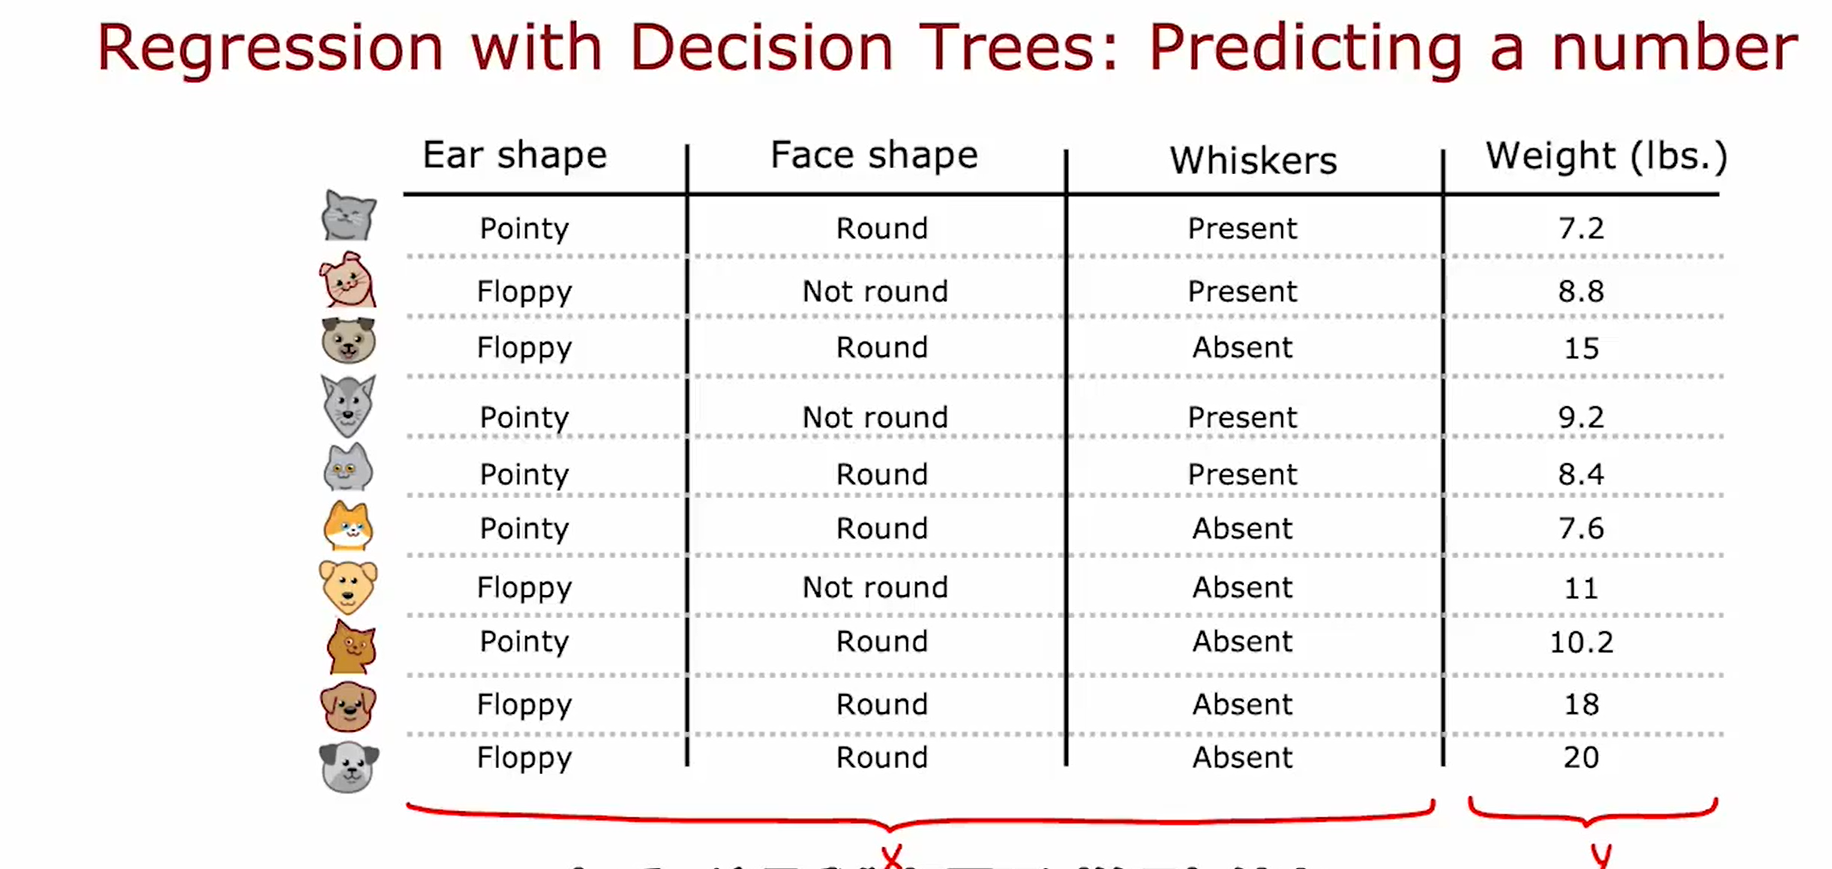 Regression with Decision Trees: Predicting a number
Ear shape Face shape Whiskers Weight (lbs.)
Pointy Round Present 7.2
Floppy Not round Present 8.8
Floppy Round Absent 15
Pointy Not round Present 9.2
Pointy Round Present 8.4
Pointy Round Absent 7.6
Floppy Not round Absent 11
Pointy Round Absent 10.2
Floppy Round Absent 18
Floppy Round Absent 20
X y